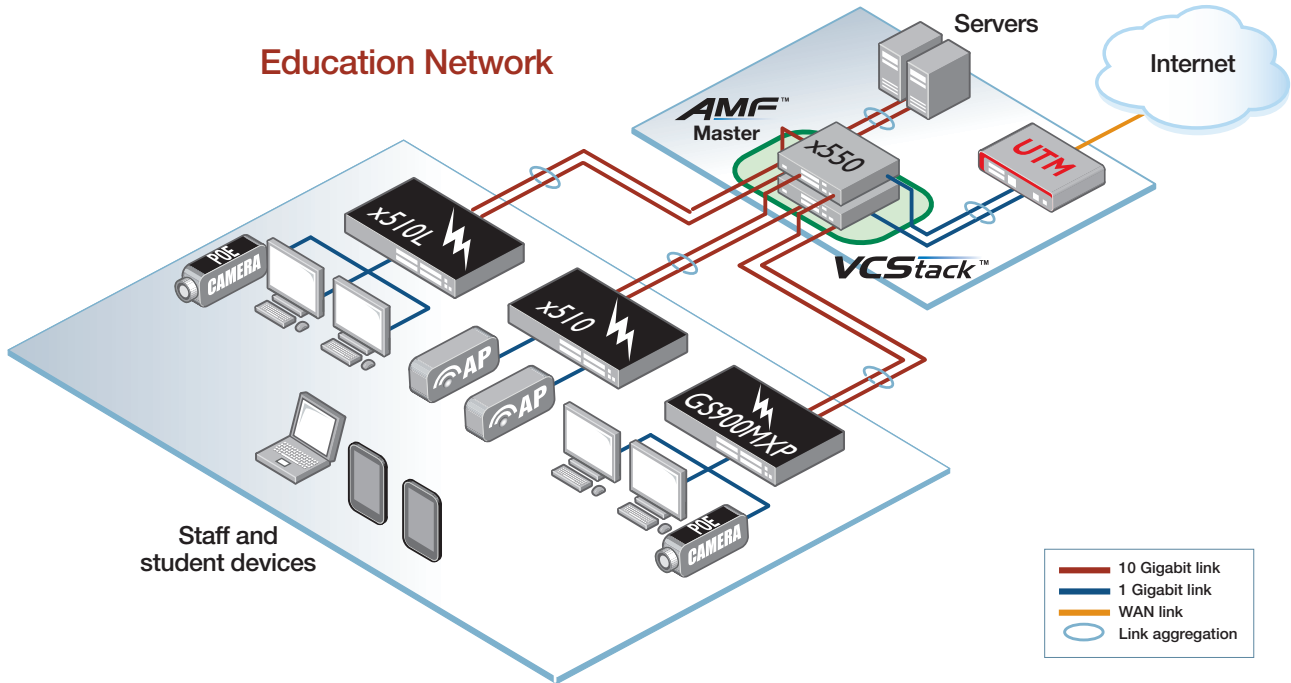 Education Network
Servers
Internet
AMF™
Master
x550
UTM
VCStack™
x510L
POE
CAMERA
x510
AP
AP
GS900MXP
POE
CAMERA
Staff and
student devices
10 Gigabit link
1 Gigabit link
WAN link
Link aggregation